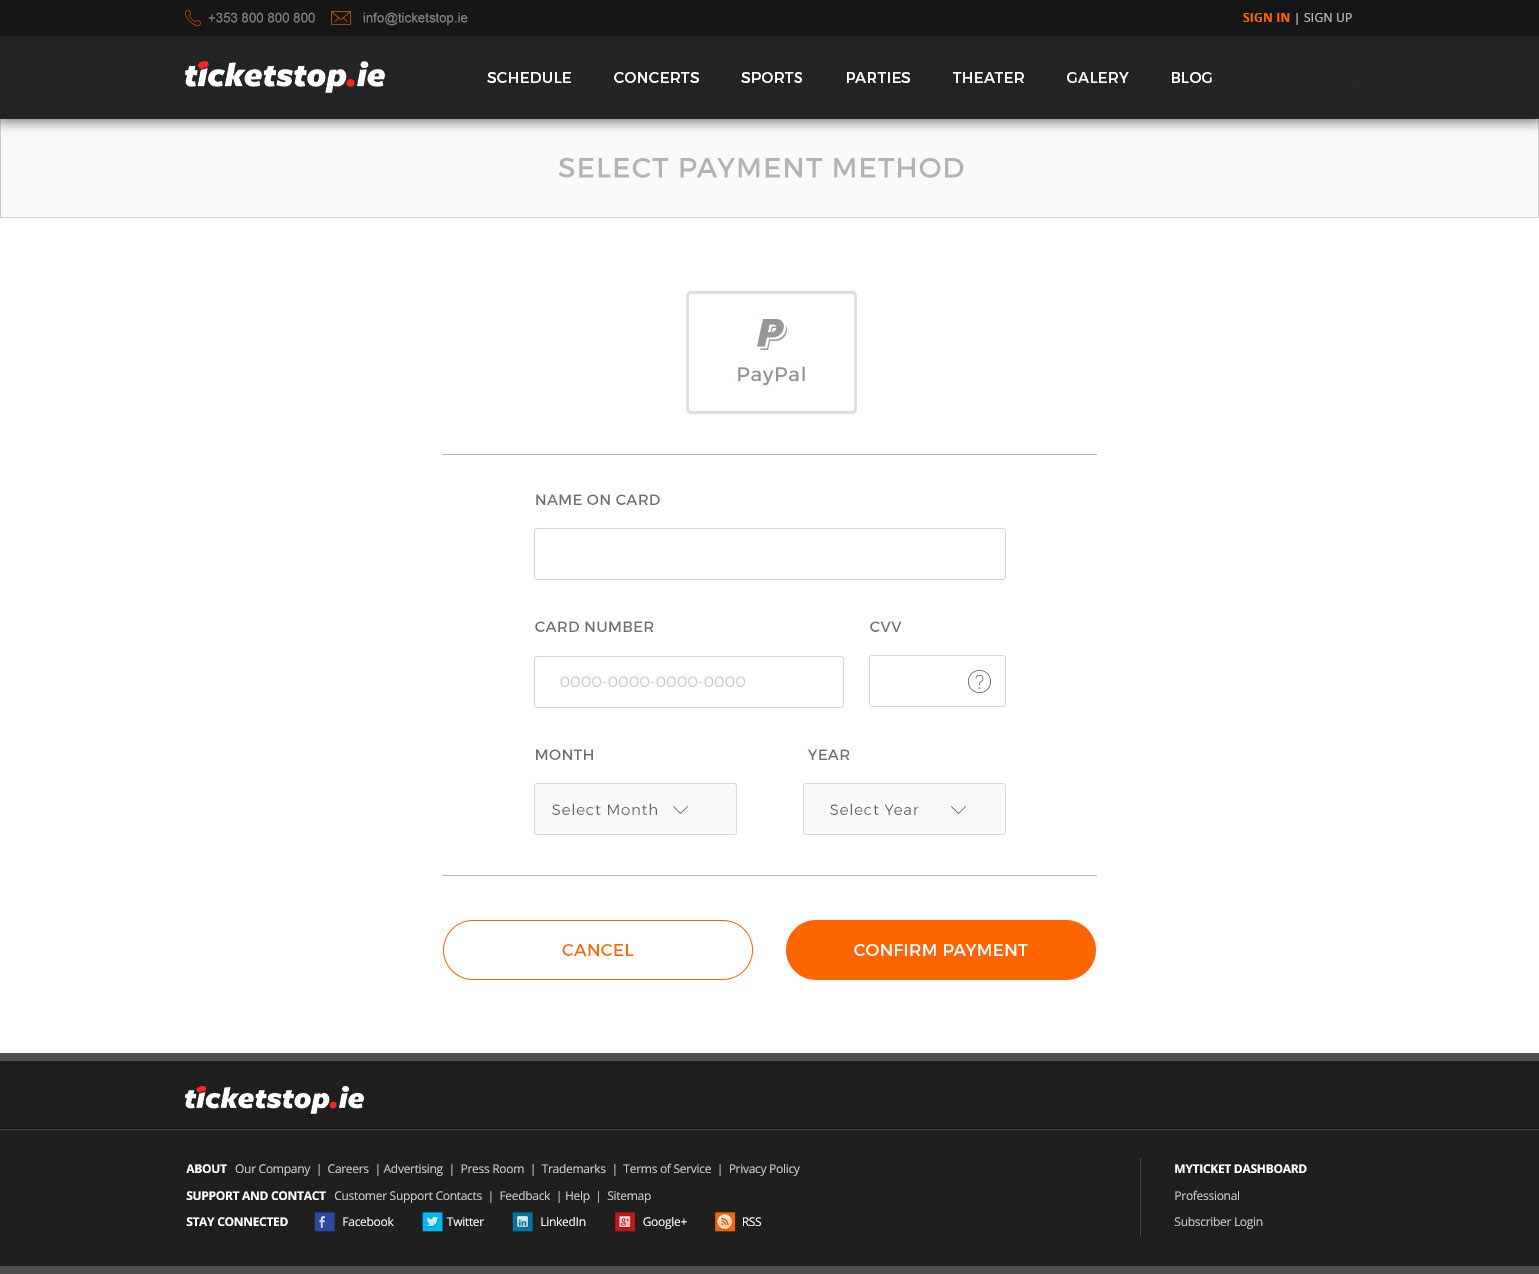 +353 800 800 800 info@ticketstop.ie SIGN IN | SIGN UP
ticketstop.ie SCHEDULE CONCERTS SPORTS PARTIES THEATER GALERY BLOG
SELECT PAYMENT METHOD
P
PayPal
NAME ON CARD
CARD NUMBER CVV
0000-0000-0000-0000 ?
MONTH YEAR
Select Month Select Year
CANCEL CONFIRM PAYMENT
ticketstop.ie
ABOUT Our Company | Careers | Advertising | Press Room | Trademarks | Terms of Service | Privacy Policy MYTICKET DASHBOARD
SUPPORT AND CONTACT Customer Support Contacts | Feedback | Help | Sitemap Professional
STAY CONNECTED Facebook Twitter LinkedIn Google+ RSS Subscriber Login